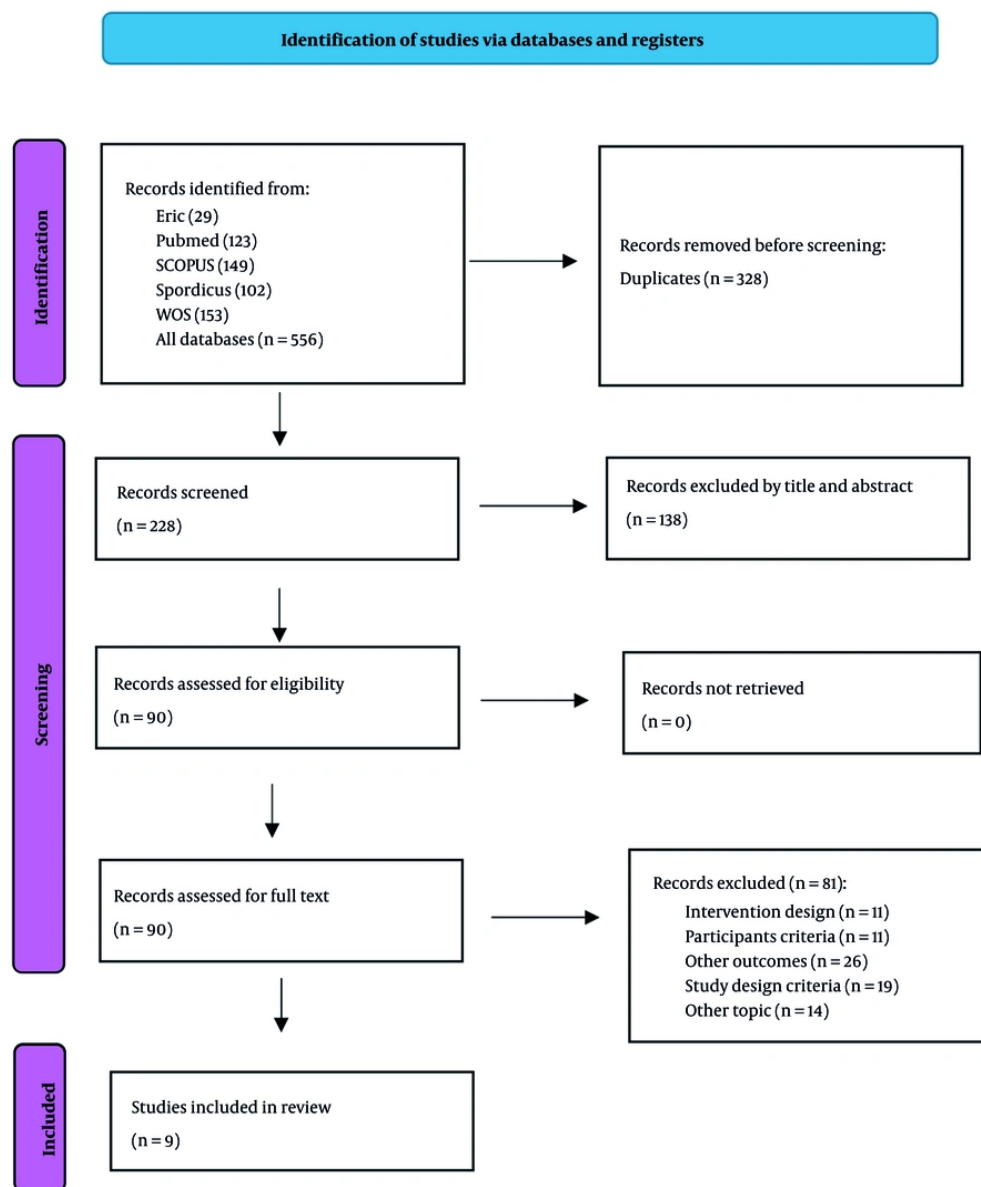 Identification of studies via databases and registers
Identification
Records identified from:
Eric (29)
Pubmed (123)
SCOPUS (149)
Spordicus (102)
WOS (153)
All databases (n = 556)
Records removed before screening:
Duplicates (n = 328)
Screening
Records screened
(n = 228)
Records excluded by title and abstract
(n = 138)
Records assessed for eligibility
(n = 90)
Records not retrieved
(n = 0)
Records assessed for full text
(n = 90)
Records excluded (n = 81):
Intervention design (n = 11)
Participants criteria (n = 11)
Other outcomes (n = 26)
Study design criteria (n = 19)
Other topic (n = 14)
Included
Studies included in review
(n = 9)